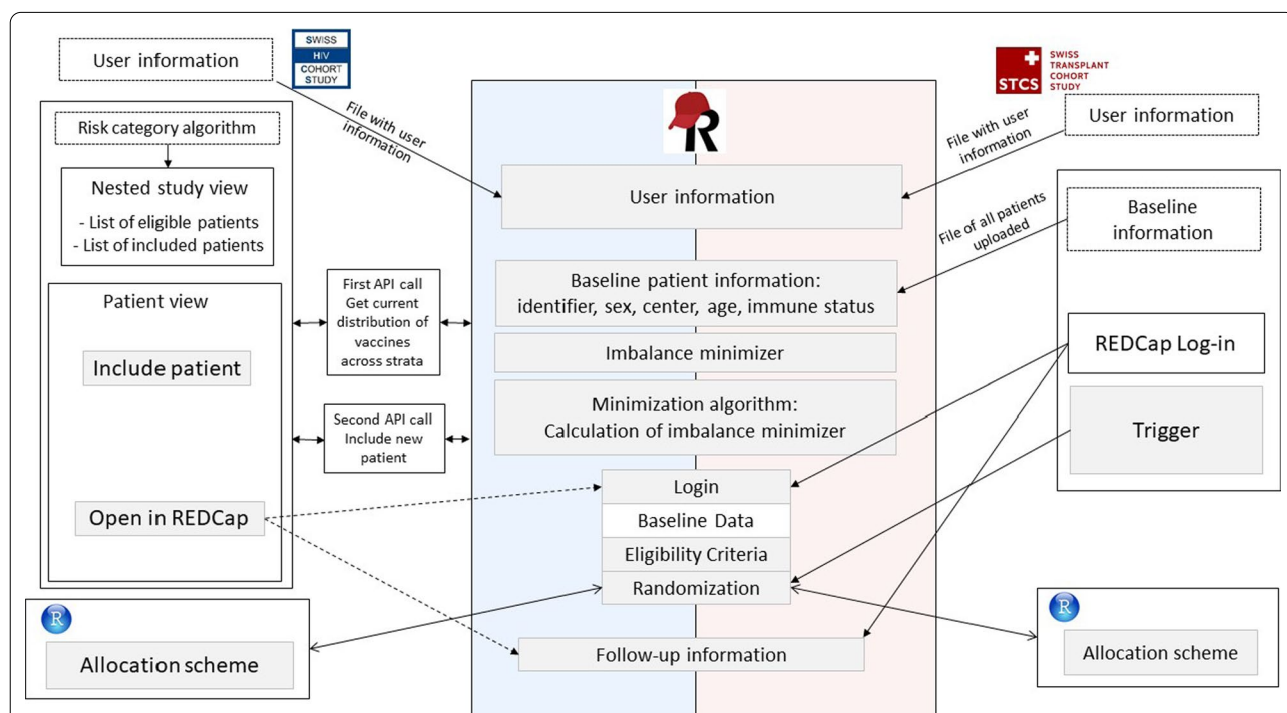 User information
SWISS
HIV
COHORT
STUDY
File with user
information
Risk category algorithm
Nested study view
- List of eligible patients
- List of included patients
Patient view
Include patient
Open in REDCap
R
Allocation scheme
First API call
Get current
distribution of
vaccines
across strata
Second API call
Include new
patient
R
User information
Baseline patient information:
identifier, sex, center, age, immune status
Imbalance minimizer
Minimization algorithm:
Calculation of imbalance minimizer
Login
Baseline Data
Eligibility Criteria
Randomization
Follow-up information
STCS
SWISS
TRANSPLANT
COHORT
STUDY
User information
File with user
information
File of all patients
uploaded
Baseline
information
REDCap Log-in
Trigger
R
Allocation scheme